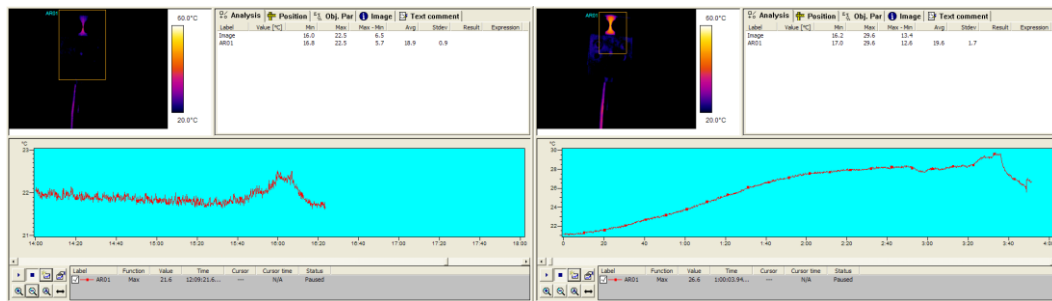 AR01
60.0°C
20.0°C
Analysis Position Obj. Par Image Text comment
Label Value [°C] Min Max Max - Min Avg Stdev Result Expression
Image 16.0 22.5 6.5
AR01 16.8 22.5 5.7 18.9 0.9
°C
23
22
21
14:00 14:20 14:40 15:00 15:20 15:40 16:00 16:20 16:40 17:00 17:20 17:40 18:00
Label Function Value Time Cursor Cursor time Status
AR01 Max 21.6 12:09:21.6... --- N/A Paused
AR01
60.0°C
20.0°C
Analysis Position Obj. Par Image Text comment
Label Value [°C] Min Max Max - Min Avg Stdev Result Expression
Image 16.2 29.6 13.4
AR01 17.0 29.6 12.6 19.6 1.7
°C
30
28
26
24
22
0 20 40 1:00 1:20 1:40 2:00 2:20 2:40 3:00 3:20 3:40 4:0
Label Function Value Time Cursor Cursor time Status
AR01 Max 26.6 1:00:03.94... --- N/A Paused